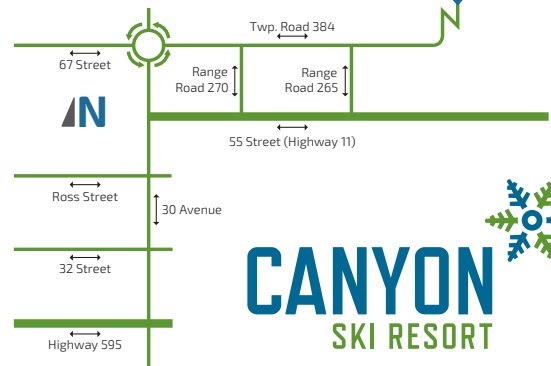 Twp. Road 384
67 Street
Range
Road 270
Range
Road 265
N
55 Street (Highway 11)
Ross Street
30 Avenue
32 Street
CANYON
SKI RESORT
Highway 595